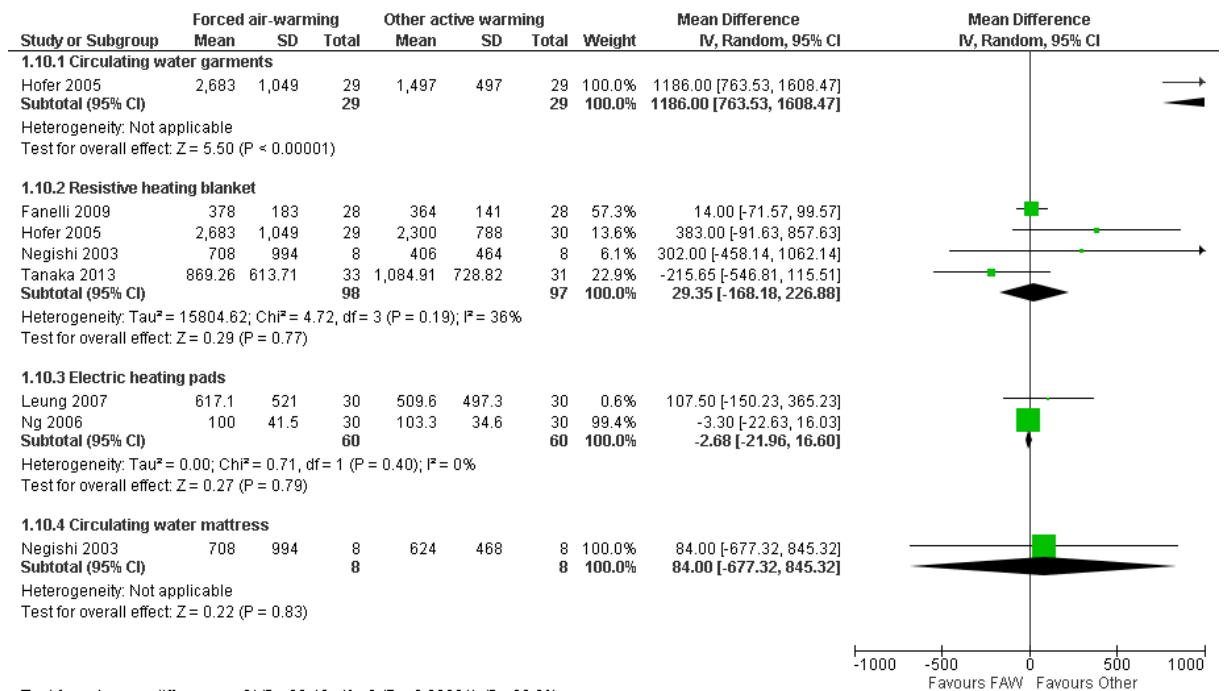 Forced air-warming Other active warming Mean Difference Mean Difference
Study or Subgroup Mean SD Total Mean SD Total Weight IV, Random, 95% CI IV, Random, 95% CI
1.10.1 Circulating water garments
Hofer 2005 2,683 1,049 29 1,497 497 29 100.0% 1186.00 [763.53, 1608.47]
Subtotal (95% CI) 29 29 100.0% 1186.00 [763.53, 1608.47]
Heterogeneity: Not applicable
Test for overall effect: Z = 5.50 (P < 0.00001)
1.10.2 Resistive heating blanket
Fanelli 2009 378 183 28 364 141 28 57.3% 14.00 [-71.57, 99.57]
Hofer 2005 2,683 1,049 29 2,300 788 30 13.6% 383.00 [-91.63, 857.63]
Negishi 2003 708 994 8 406 464 8 6.1% 302.00 [-458.14, 1062.14]
Tanaka 2013 869.26 613.71 33 1,084.91 728.82 31 22.9% -215.65 [-546.81, 115.51]
Subtotal (95% CI) 98 97 100.0% 29.35 [-168.18, 226.88]
Heterogeneity: Tau² = 15804.62; Chi² = 4.72, df = 3 (P = 0.19); I² = 36%
Test for overall effect: Z = 0.29 (P = 0.77)
1.10.3 Electric heating pads
Leung 2007 617.1 521 30 509.6 497.3 30 0.6% 107.50 [-150.23, 365.23]
Ng 2006 100 41.5 30 103.3 34.6 30 99.4% -3.30 [-22.63, 16.03]
Subtotal (95% CI) 60 60 100.0% -2.68 [-21.96, 16.60]
Heterogeneity: Tau² = 0.00; Chi² = 0.71, df = 1 (P = 0.40); I² = 0%
Test for overall effect: Z = 0.27 (P = 0.79)
1.10.4 Circulating water mattress
Negishi 2003 708 994 8 624 468 8 100.0% 84.00 [-677.32, 845.32]
Subtotal (95% CI) 8 8 100.0% 84.00 [-677.32, 845.32]
Heterogeneity: Not applicable
Test for overall effect: Z = 0.22 (P = 0.83)
-1000 -500 0 500 1000
Favours FAW Favours Other